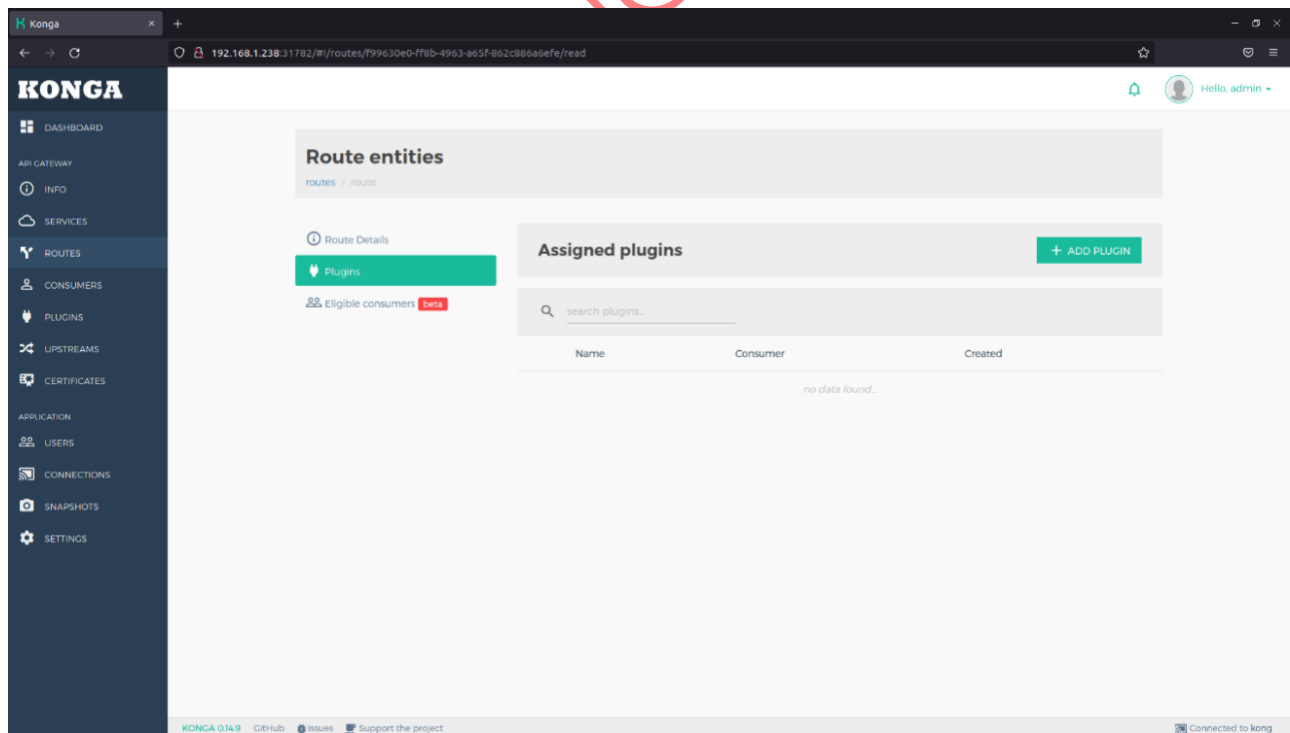 Konga × +
192.168.1.238:31782/#!/routes/f99630e0-ff8b-4963-a65f-862c886a6efe/read
KONGA
Hello, admin
DASHBOARD
API GATEWAY
INFO
SERVICES
ROUTES
CONSUMERS
PLUGINS
UPSTREAMS
CERTIFICATES
APPLICATION
USERS
CONNECTIONS
SNAPSHOTS
SETTINGS
Route entities
routes / route
Route Details
Plugins
Eligible consumers beta
Assigned plugins
+ ADD PLUGIN
search plugins...
Name Consumer Created
no data found...
KONGA 0.14.9 GitHub Issues Support the project Connected to kong